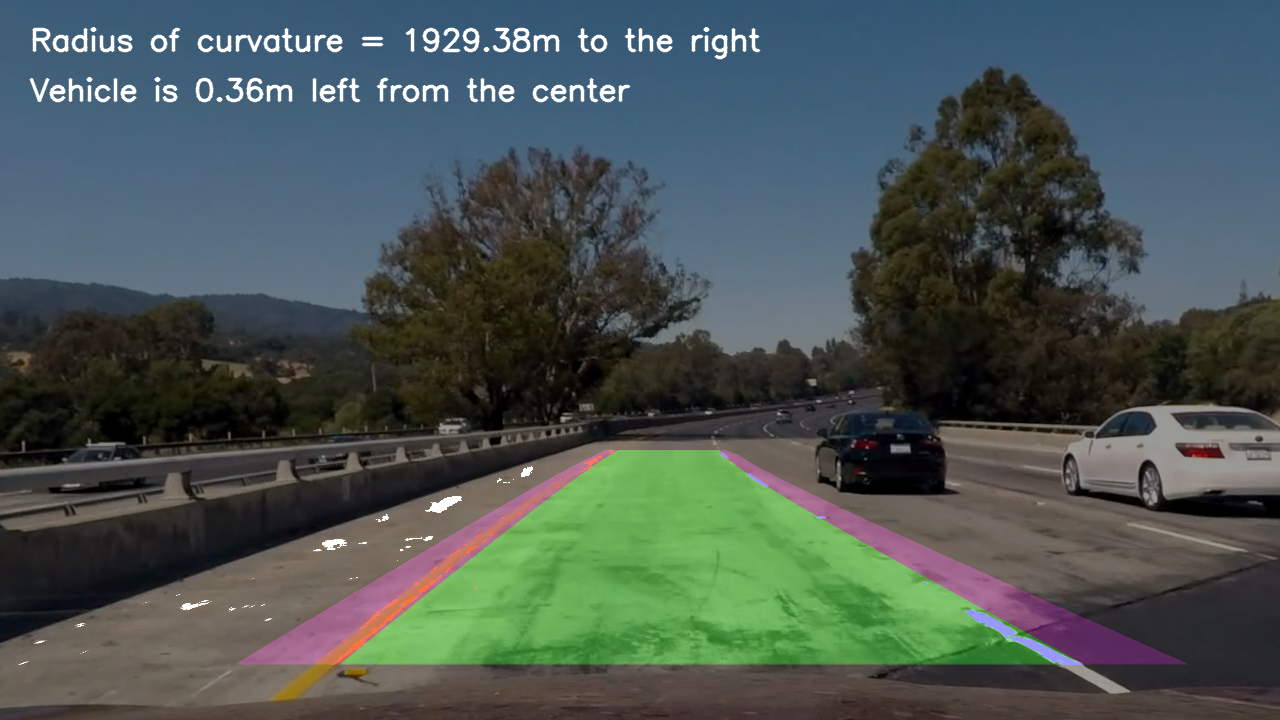 Radius of curvature = 1929.38m to the right
Vehicle is 0.36m left from the center